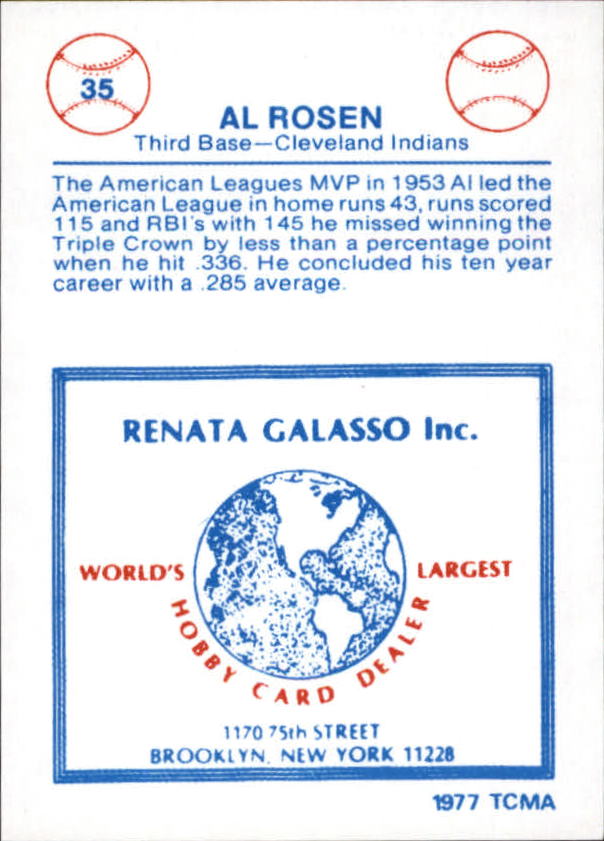 35
AL ROSEN
Third Base—Cleveland Indians
The American Leagues MVP in 1953 Al led the
American League in home runs 43, runs scored
115 and RBI's with 145 he missed winning the
Triple Crown by less than a percentage point
when he hit .336. He concluded his ten year
career with a .285 average.
RENATA GALASSO Inc.
WORLD'S LARGEST
HOBBY CARD DEALER
1170 75th STREET
BROOKLYN, NEW YORK 11228
1977 TCMA